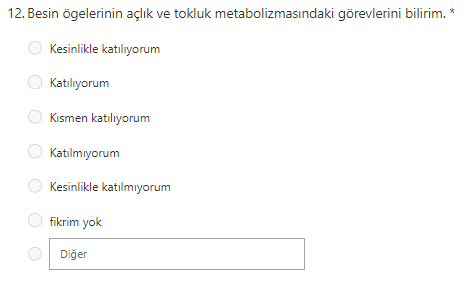 12. Besin ögelerinin açlık ve tokluk metabolizmasındaki görevlerini bilirim. *
Kesinlikle katılıyorum
Katılıyorum
Kısmen katılıyorum
Katılmıyorum
Kesinlikle katılmıyorum
fikrim yok
Diğer